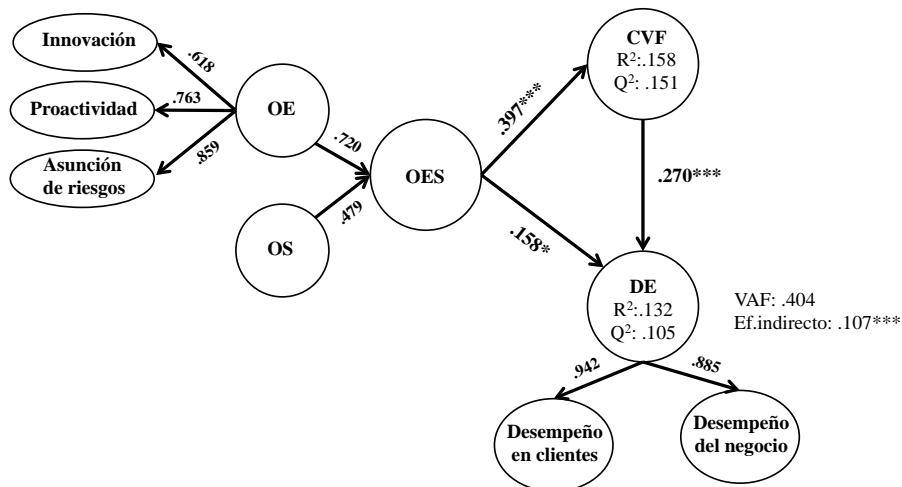 Innovación
.618
Proactividad
.763
Asunción
de riesgos
.859
OE
.720
OS
.479
OES
.397***
.158*
CVF
R²:.158
Q²: .151
.270***
DE
R²:.132
Q²: .105
VAF: .404
Ef.indirecto: .107***
.942
.885
Desempeño
en clientes
Desempeño
del negocio